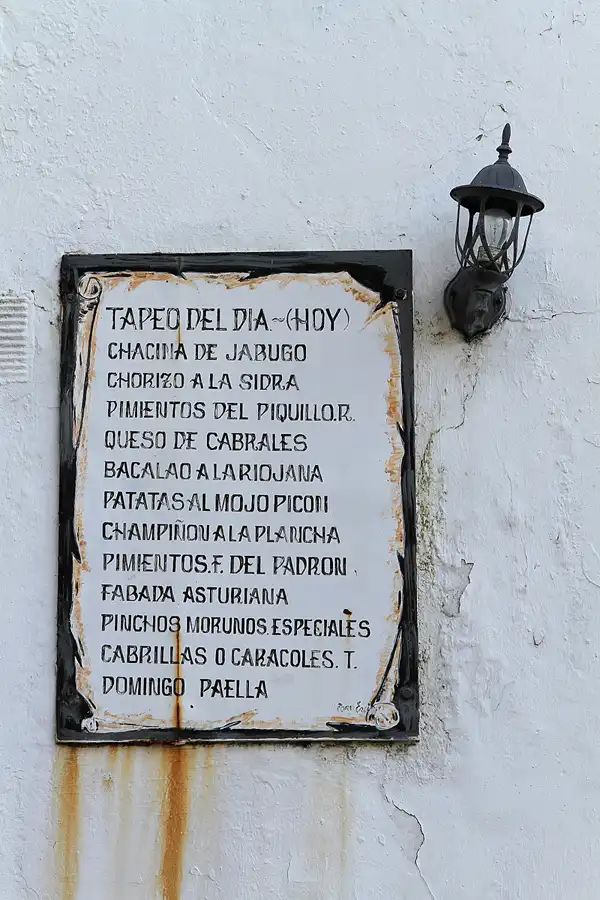 TAPEO DEL DIA~(HOY)
CHACINA DE JABUGO
CHORIZO A LA SIDRA
PIMIENTOS DEL PIQUILLO.R.
QUESO DE CABRALES
BACALAO A LA RIOJANA
PATATAS AL MOJO PICON
CHAMPIÑON A LA PLANCHA
PIMIENTOS.F. DEL PADRON
FABADA ASTURIANA
PINCHOS MORUNOS.ESPECIALES
CABRILLAS O CARACOLES. T.
DOMINGO PAELLA